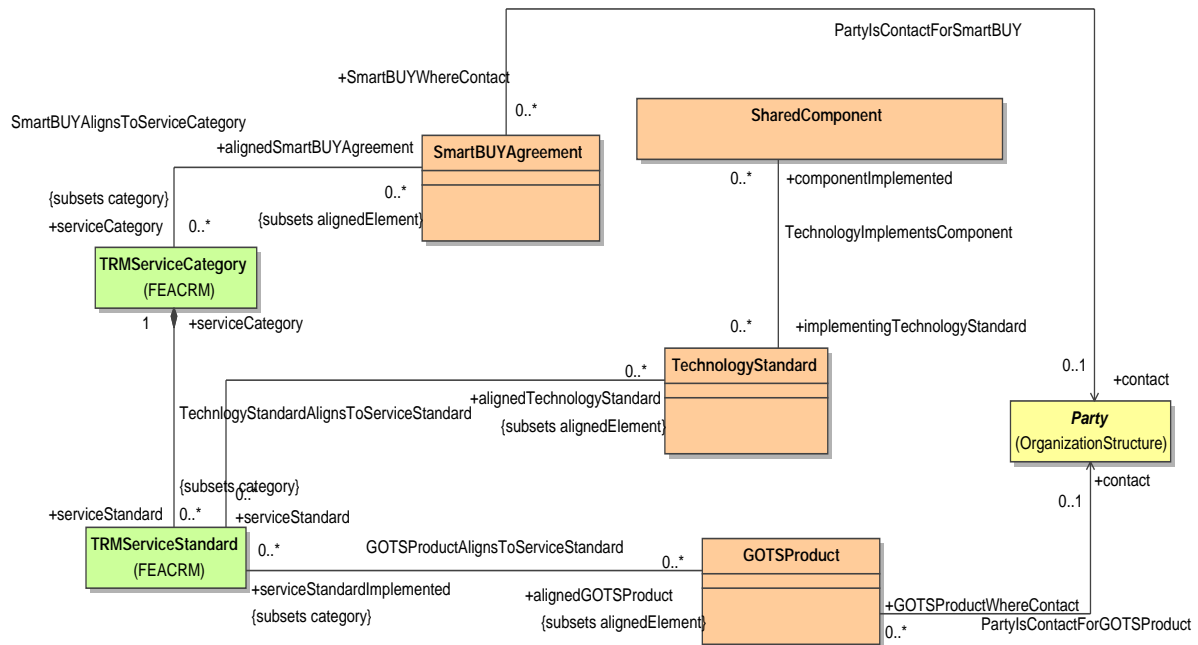 PartyIsContactForSmartBUY
+SmartBUYWhereContact
0..*
SharedComponent
SmartBUYAlignsToServiceCategory
+alignedSmartBUYAgreement
SmartBUYAgreement
0..*
+componentImplemented
{subsets category}
0..*
{subsets alignedElement}
+serviceCategory
0..*
TechnologyImplementsComponent
TRMServiceCategory
(FEACRM)
1
+serviceCategory
0..*
+implementingTechnologyStandard
TechnologyStandard
0..*
0..1
+contact
+alignedTechnologyStandard
TechnlogyStandardAlignsToServiceStandard
{subsets alignedElement}
Party
(OrganizationStructure)
+contact
{subsets category}
0..*
0..1
+serviceStandard
0..*
+serviceStandard
TRMServiceStandard
(FEACRM)
0..*
GOTSProductAlignsToServiceStandard
0..*
GOTSProduct
+serviceStandardImplemented
{subsets category}
+alignedGOTSProduct
{subsets alignedElement}
+GOTSProductWhereContact
0..*
PartyIsContactForGOTSProduct